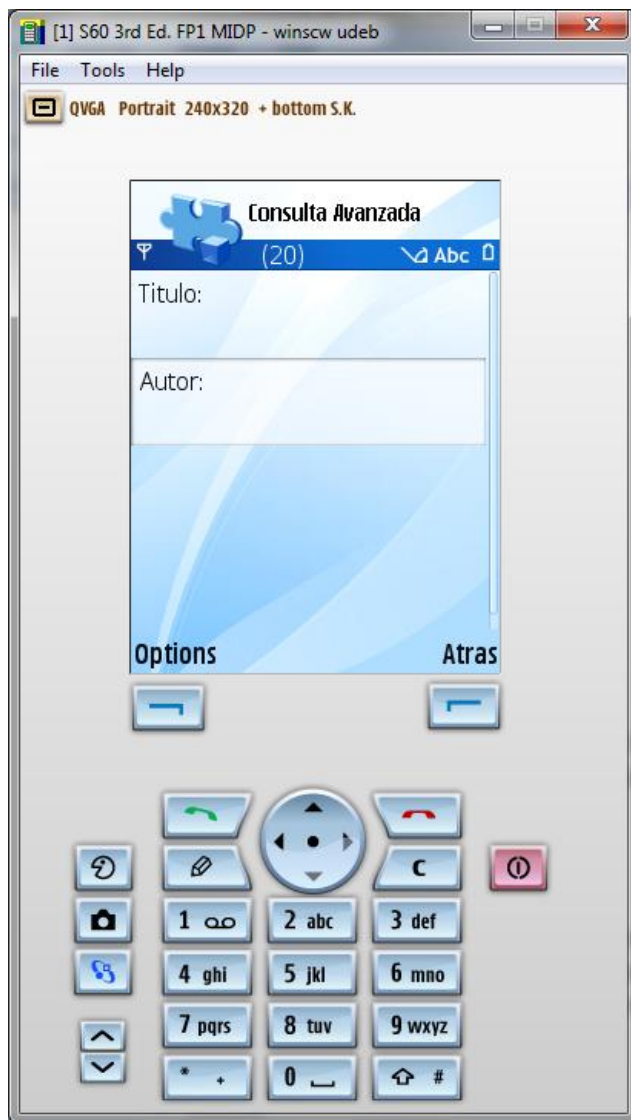 [1] S60 3rd Ed. FP1 MIDP - winscw udeb
File Tools Help
QVGA Portrait 240x320 + bottom S.K.
Consulta Avanzada
(20) Abc
Titulo:
Autor:
Options Atras
C
1 2 abc 3 def
4 ghi 5 jkl 6 mno
7 pqrs 8 tuv 9 wxyz
* + 0 #